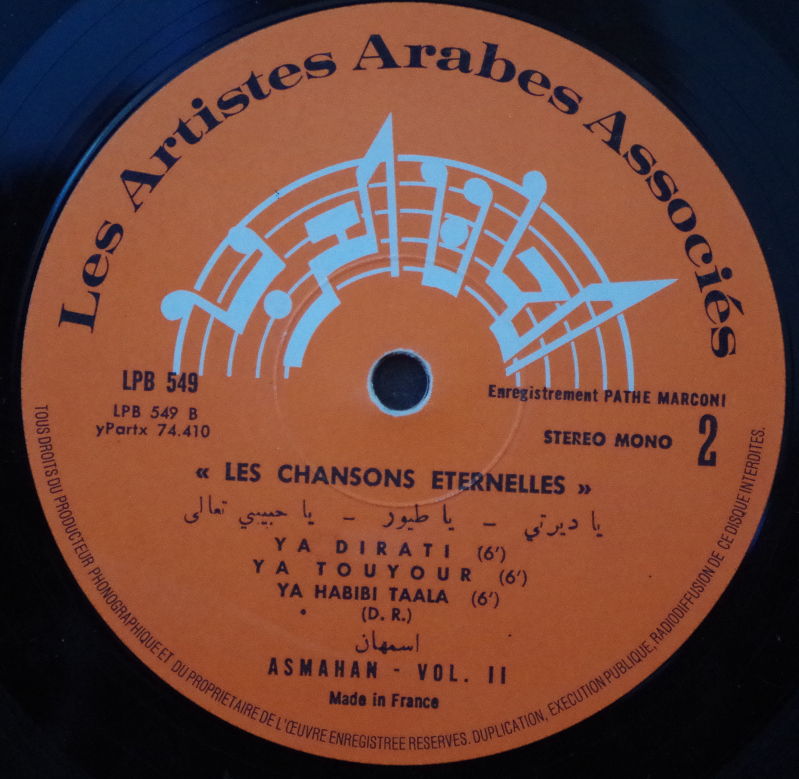 Les Artistes Arabes Associés
LPB 549
LPB 549 B
yPartx 74.410
Enregistrement PATHE MARCONI
STEREO MONO 2
« LES CHANSONS ETERNELLES »
يا ديرتي - يا طيور - يا حبيبي تعالى
YA DIRATI (6')
YA TOUYOUR (6')
YA HABIBI TAALA (6')
(D. R.)
اسمهان
ASMAHAN - VOL. II
Made in France
TOUS DROITS DU PRODUCTEUR PHONOGRAPHIQUE ET DU PROPRIETAIRE DE L'ŒUVRE ENREGISTREE RESERVES. DUPLICATION, EXECUTION PUBLIQUE, RADIODIFFUSION DE CE DISQUE INTERDITES.